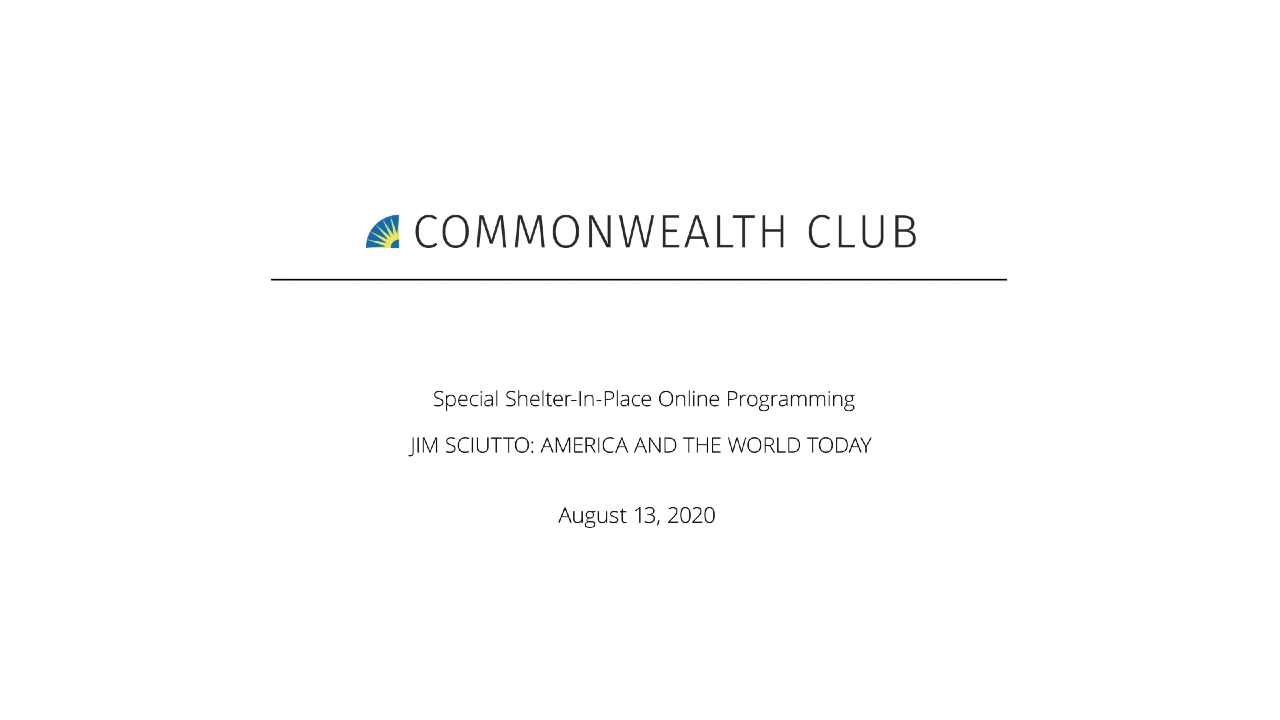 COMMONWEALTH CLUB
Special Shelter-In-Place Online Programming
JIM SCIUTTO: AMERICA AND THE WORLD TODAY
August 13, 2020